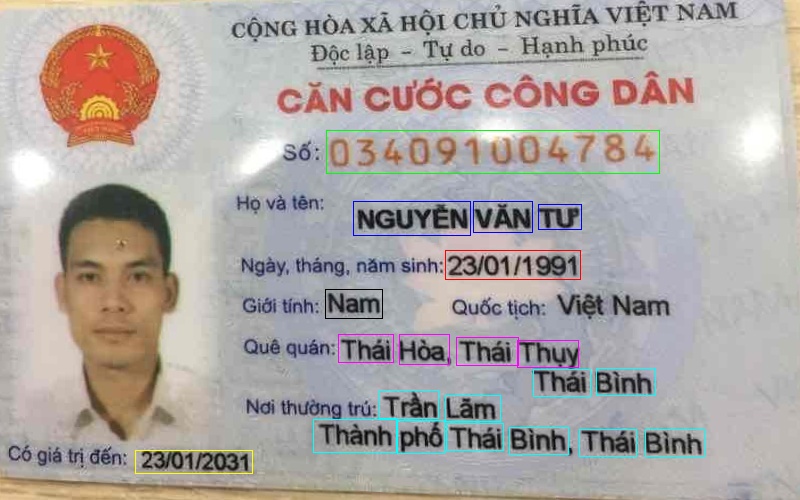 CỘNG HÒA XÃ HỘI CHỦ NGHĨA VIỆT NAM
Độc lập - Tự do - Hạnh phúc
CĂN CƯỚC CÔNG DÂN
Số: 034091004784
Họ và tên: NGUYỄN VĂN TƯ
Ngày, tháng, năm sinh: 23/01/1991
Giới tính: Nam Quốc tịch: Việt Nam
Quê quán: Thái Hòa, Thái Thụy
Thái Bình
Nơi thường trú: Trần Lãm
Thành phố Thái Bình, Thái Bình
Có giá trị đến: 23/01/2031